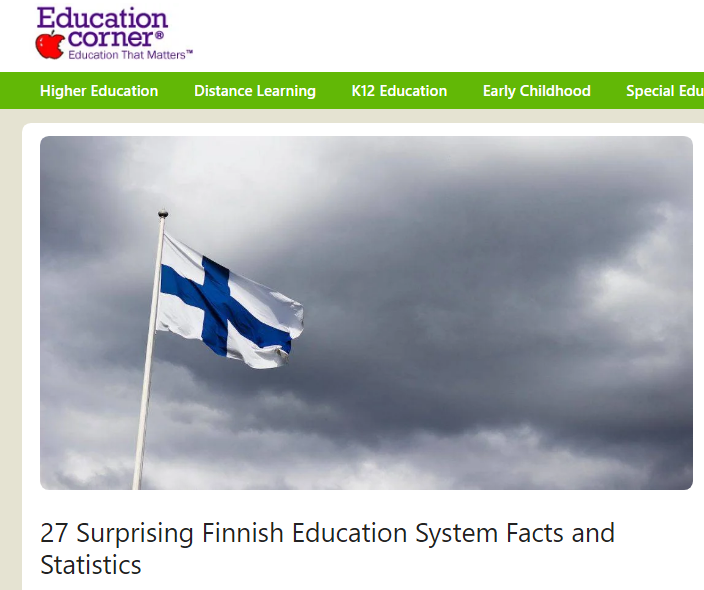 Education
corner®
Education That Matters™
Higher Education Distance Learning K12 Education Early Childhood Special Edu
27 Surprising Finnish Education System Facts and
Statistics